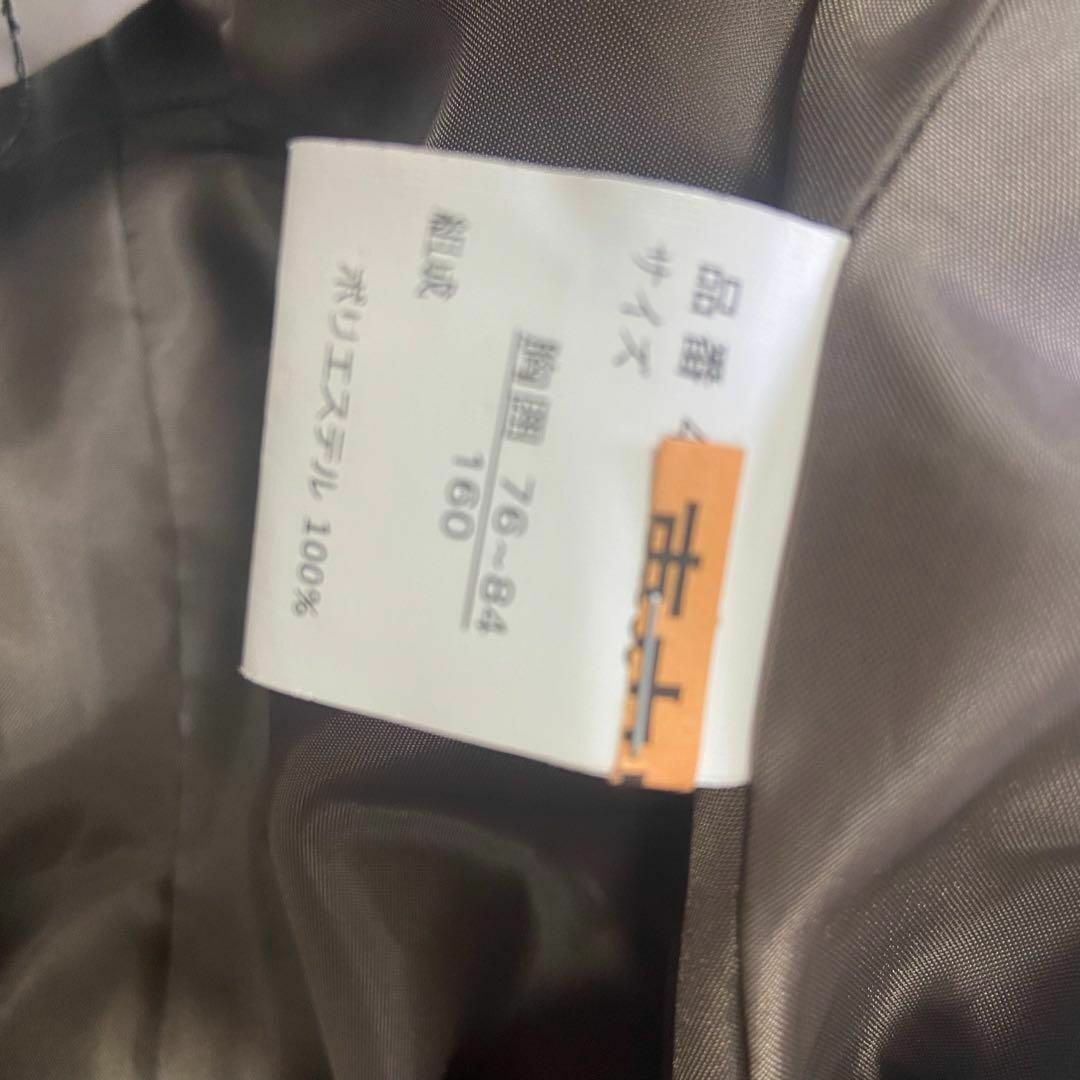 品番
サイズ
胸囲 76~84
160
組成
ポリエステル 100%